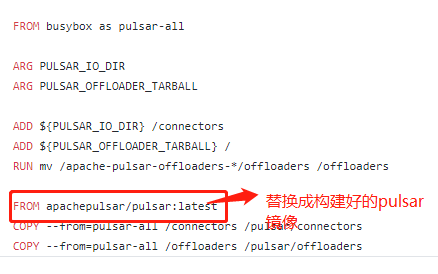 FROM busybox as pulsar-all
ARG PULSAR_IO_DIR
ARG PULSAR_OFFLOADER_TARBALL
ADD ${PULSAR_IO_DIR} /connectors
ADD ${PULSAR_OFFLOADER_TARBALL} /
RUN mv /apache-pulsar-offloaders-*/offloaders /offloaders
FROM apachepulsar/pulsar:latest
替换成构建好的pulsar
镜像
COPY --from=pulsar-all /connectors /pulsar/connectors
COPY --from=pulsar-all /offloaders /pulsar/offloaders